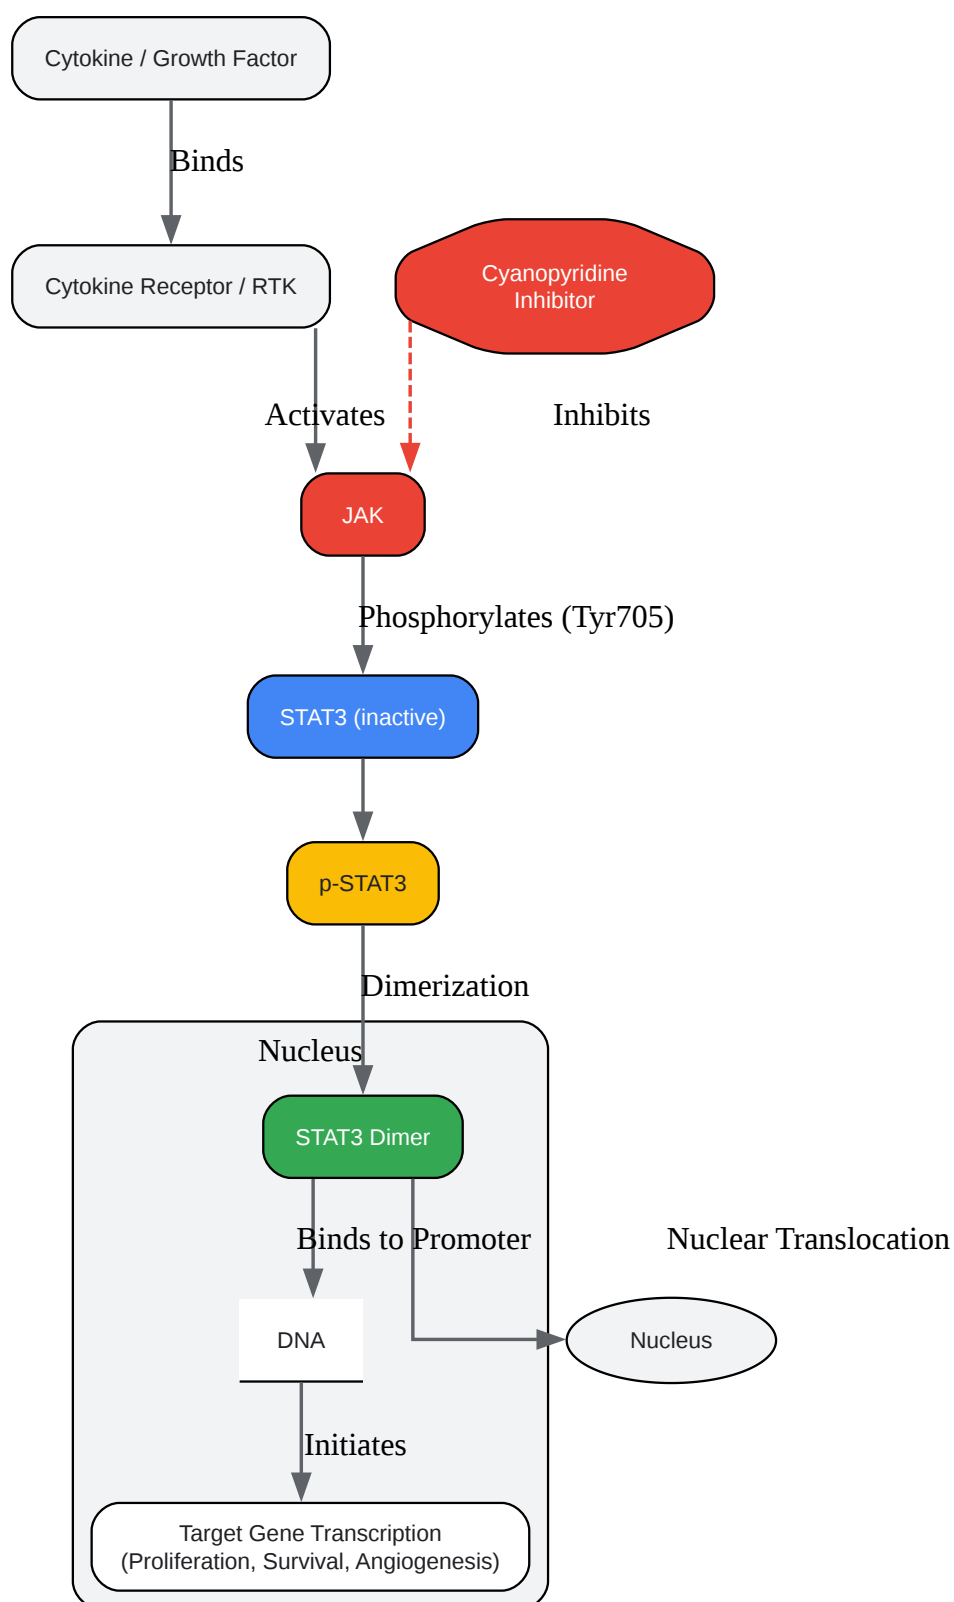 Cytokine / Growth Factor
Binds
Cytokine Receptor / RTK
Cyanopyridine
Inhibitor
Activates
Inhibits
JAK
Phosphorylates (Tyr705)
STAT3 (inactive)
p-STAT3
Dimerization
Nucleus
STAT3 Dimer
Binds to Promoter
Nuclear Translocation
DNA
Nucleus
Initiates
Target Gene Transcription
(Proliferation, Survival, Angiogenesis)